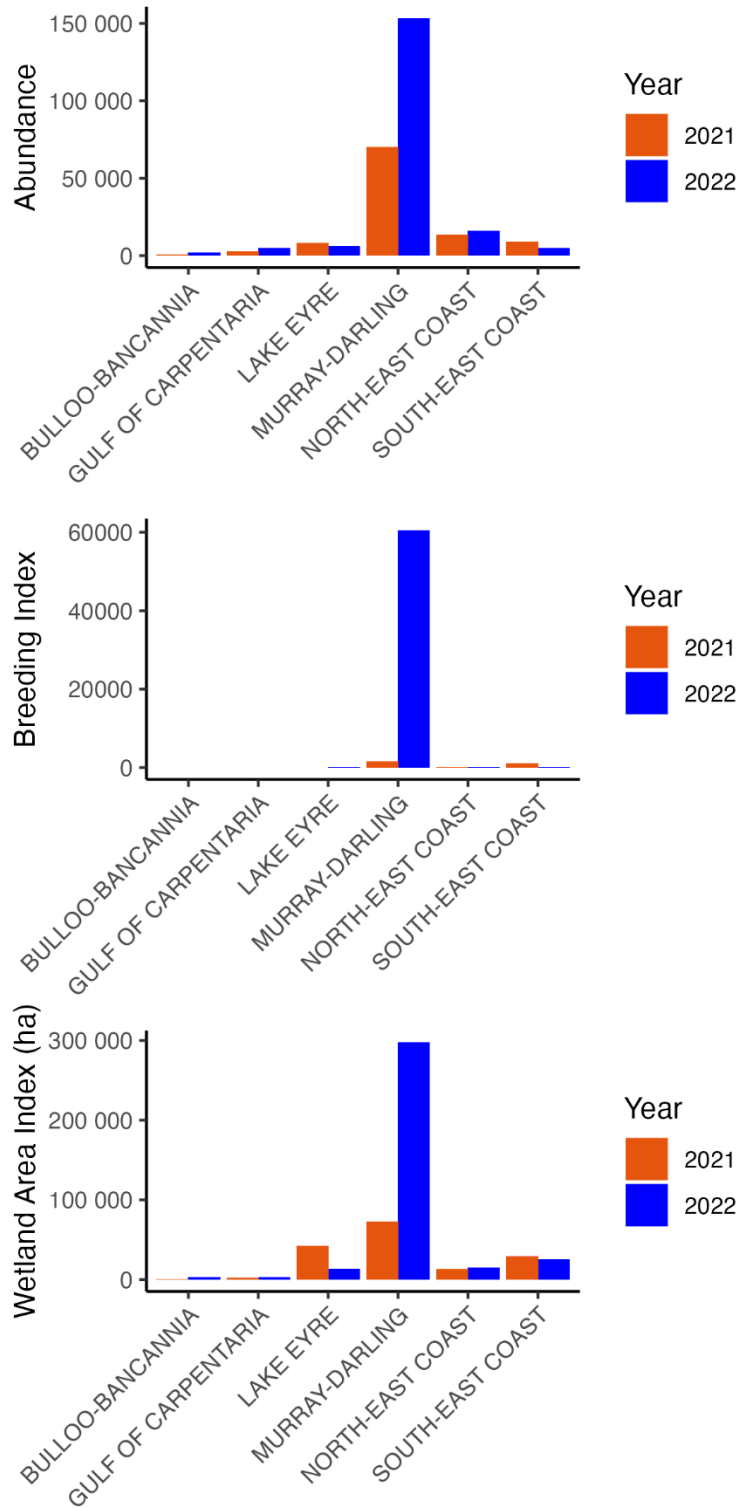 Abundance
150 000
100 000
50 000
0
BULLOO-BANCANNIA
GULF OF CARPENTARIA
LAKE EYRE
MURRAY-DARLING
NORTH-EAST COAST
SOUTH-EAST COAST
Year
2021
2022
Breeding Index
60000
40000
20000
0
BULLOO-BANCANNIA
GULF OF CARPENTARIA
LAKE EYRE
MURRAY-DARLING
NORTH-EAST COAST
SOUTH-EAST COAST
Year
2021
2022
Wetland Area Index (ha)
300 000
200 000
100 000
0
BULLOO-BANCANNIA
GULF OF CARPENTARIA
LAKE EYRE
MURRAY-DARLING
NORTH-EAST COAST
SOUTH-EAST COAST
Year
2021
2022